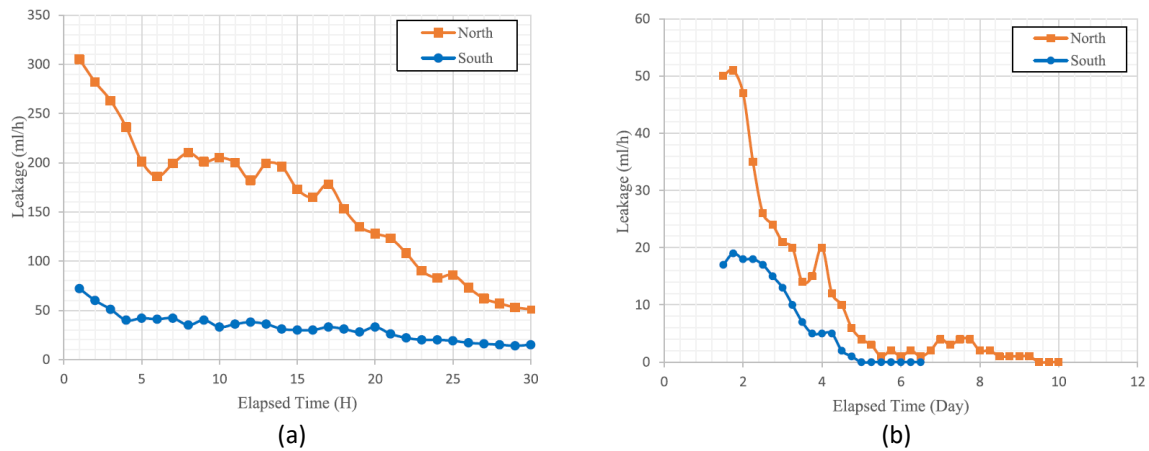 350
300
250
200
150
100
50
0
Leakage (ml/h)
North
South
0 5 10 15 20 25 30
Elapsed Time (H)
(a)
60
50
40
30
20
10
0
Leakage (ml/h)
North
South
0 2 4 6 8 10 12
Elapsed Time (Day)
(b)